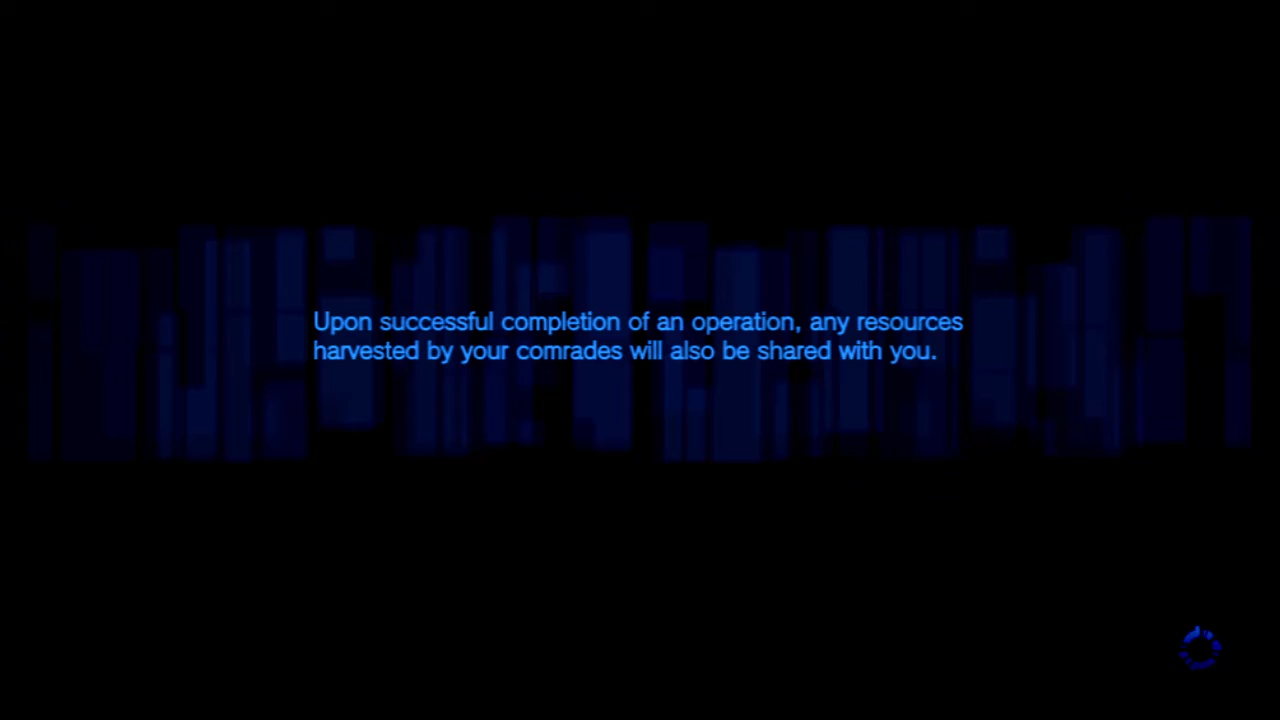 Upon successful completion of an operation, any resources
harvested by your comrades will also be shared with you.